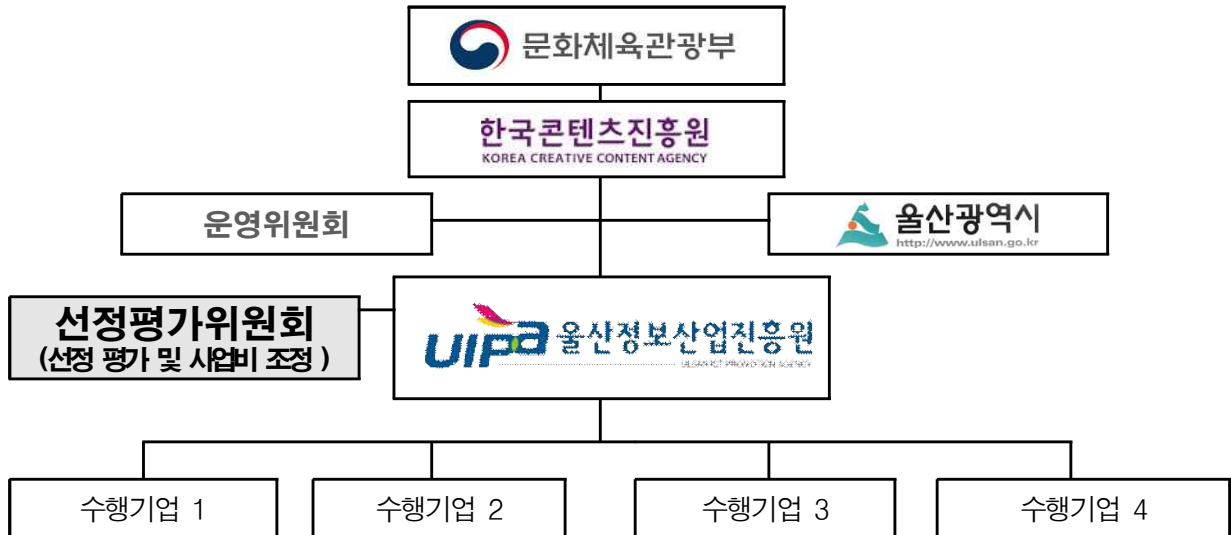 문화체육관광부
한국콘텐츠진흥원
KOREA CREATIVE CONTENT AGENCY
운영위원회
울산광역시
http://www.ulsan.go.kr
선정평가위원회
(선정 평가 및 사업비 조정 )
uipa 울산정보산업진흥원
ULSAN ICT PROMOTION AGENCY
수행기업 1
수행기업 2
수행기업 3
수행기업 4